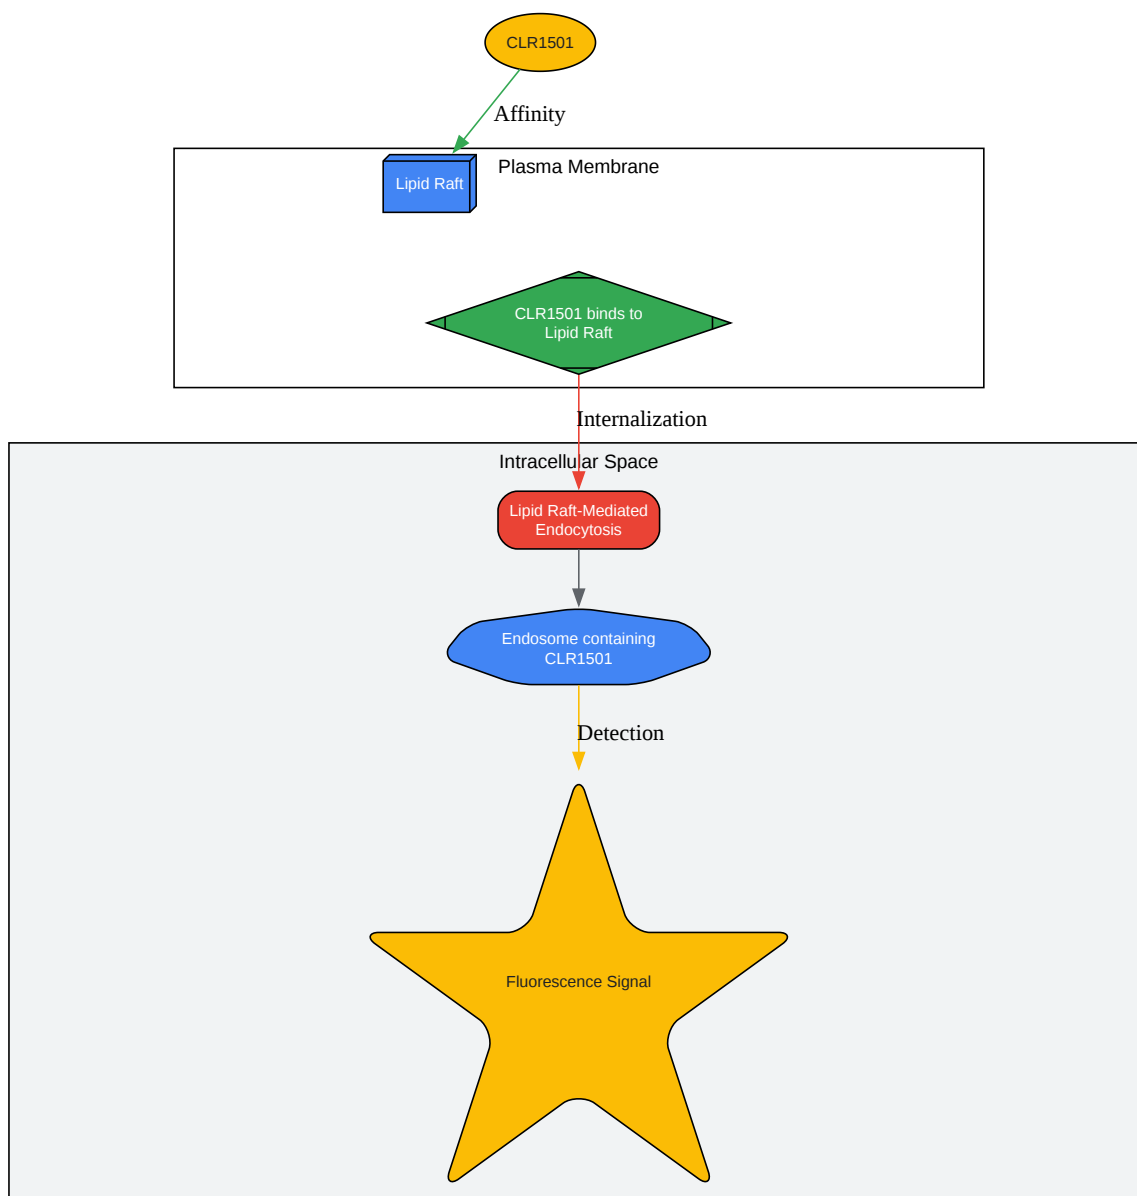 CLR1501
Affinity
Plasma Membrane
Lipid Raft
CLR1501 binds to
Lipid Raft
Internalization
Intracellular Space
Lipid Raft-Mediated
Endocytosis
Endosome containing
CLR1501
Detection
Fluorescence Signal